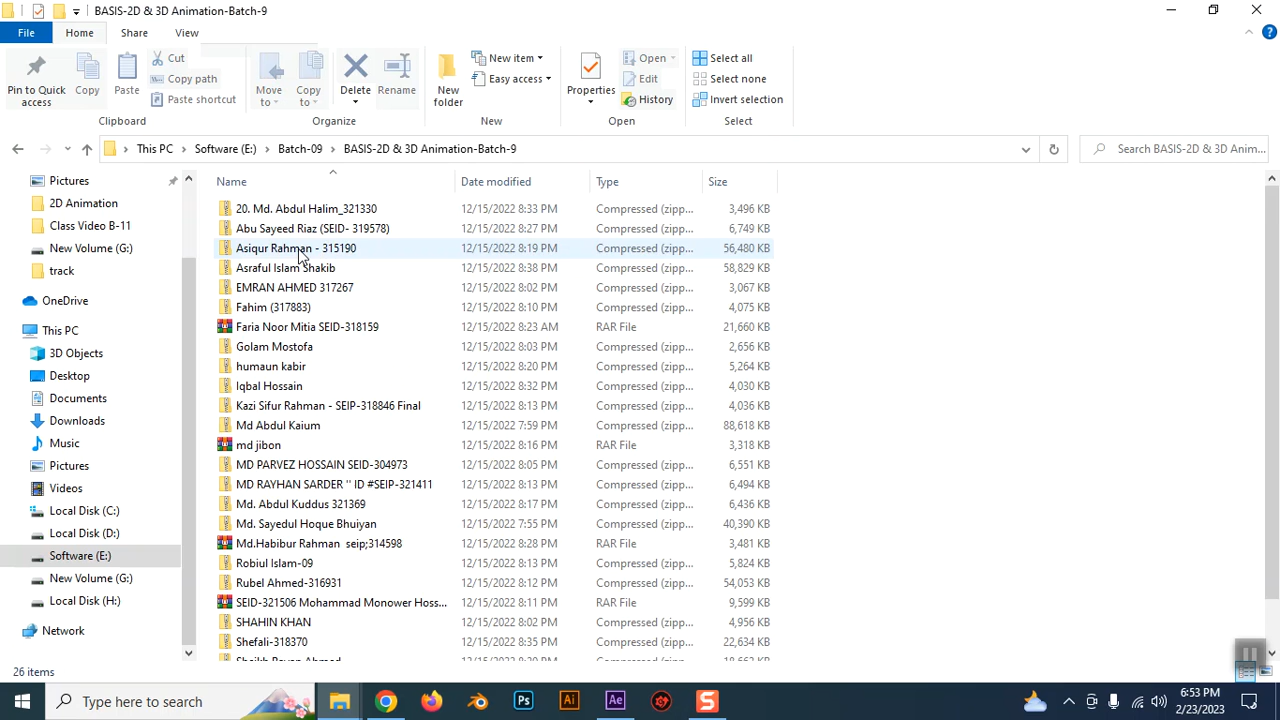 BASIS-2D & 3D Animation-Batch-9
File Home Share View
Pin to Quick access
Copy
Paste
Cut
Copy path
Paste shortcut
Move to
Copy to
Delete
Rename
New folder
New item
Easy access
Properties
Open
Edit
History
Select all
Select none
Invert selection
Clipboard Organize New Open Select
This PC > Software (E:) > Batch-09 > BASIS-2D & 3D Animation-Batch-9
Search BASIS-2D & 3D Anim...
Pictures
2D Animation
Class Video B-11
New Volume (G:)
track
OneDrive
This PC
3D Objects
Desktop
Documents
Downloads
Music
Pictures
Videos
Local Disk (C:)
Local Disk (D:)
Software (E:)
New Volume (G:)
Local Disk (H:)
Network
Name Date modified Type Size
20. Md. Abdul Halim_321330 12/15/2022 8:33 PM Compressed (zipp... 3,496 KB
Abu Sayeed Riaz (SEID- 319578) 12/15/2022 8:27 PM Compressed (zipp... 6,749 KB
Asiqur Rahman - 315190 12/15/2022 8:19 PM Compressed (zipp... 56,480 KB
Asraful Islam Shakib 12/15/2022 8:38 PM Compressed (zipp... 58,829 KB
EMRAN AHMED 317267 12/15/2022 8:02 PM Compressed (zipp... 3,067 KB
Fahim (317883) 12/15/2022 8:10 PM Compressed (zipp... 4,075 KB
Faria Noor Mitia SEID-318159 12/15/2022 8:23 AM RAR File 21,660 KB
Golam Mostofa 12/15/2022 8:03 PM Compressed (zipp... 2,656 KB
humaun kabir 12/15/2022 8:20 PM Compressed (zipp... 5,264 KB
Iqbal Hossain 12/15/2022 8:32 PM Compressed (zipp... 4,030 KB
Kazi Sifur Rahman - SEIP-318846 Final 12/15/2022 8:13 PM Compressed (zipp... 4,036 KB
Md Abdul Kaium 12/15/2022 7:59 PM Compressed (zipp... 88,618 KB
md jibon 12/15/2022 8:16 PM RAR File 3,318 KB
MD PARVEZ HOSSAIN SEID-304973 12/15/2022 8:05 PM Compressed (zipp... 6,551 KB
MD RAYHAN SARDER '' ID #SEIP-321411 12/15/2022 8:13 PM Compressed (zipp... 6,494 KB
Md. Abdul Kuddus 321369 12/15/2022 8:17 PM Compressed (zipp... 6,436 KB
Md. Sayedul Hoque Bhuiyan 12/15/2022 7:55 PM Compressed (zipp... 40,390 KB
Md.Habibur Rahman seip;314598 12/15/2022 8:28 PM RAR File 3,481 KB
Robiul Islam-09 12/15/2022 8:13 PM Compressed (zipp... 5,824 KB
Rubel Ahmed-316931 12/15/2022 8:12 PM Compressed (zipp... 54,053 KB
SEID-321506 Mohammad Monower Hoss... 12/15/2022 8:11 PM RAR File 9,599 KB
SHAHIN KHAN 12/15/2022 8:02 PM Compressed (zipp... 4,956 KB
Shefali-318370 12/15/2022 8:35 PM Compressed (zipp... 22,634 KB
26 items
Type here to search
Ps Ai Ae S
6:53 PM
2/23/2023